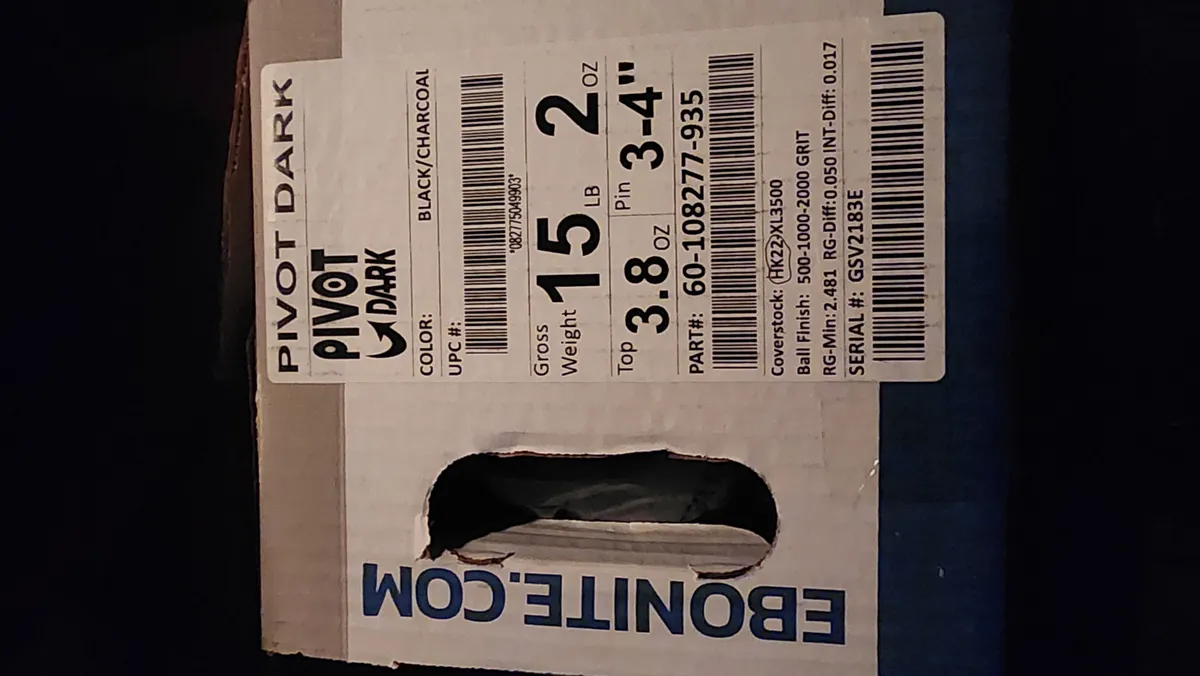 PIVOT DARK
PIVOT
DARK
COLOR: BLACK/CHARCOAL
UPC #:
*082775049903*
Gross Weight 15 LB 2 OZ
Top 3.8 OZ Pin 3-4"
PART#: 60-108277-935
Coverstock: HK22-XL3500
Ball Finish: 500-1000-2000 GRIT
RG-Min: 2.481 RG-Diff: 0.050 INT-Diff: 0.017
SERIAL #: GSV2183E
EBONITE.COM